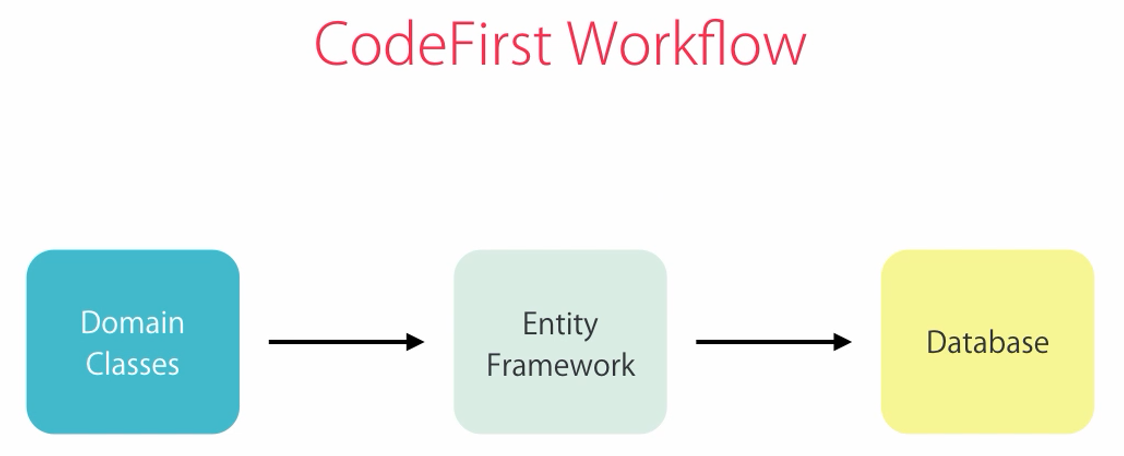 CodeFirst Workflow
Domain
Classes
Entity
Framework
Database